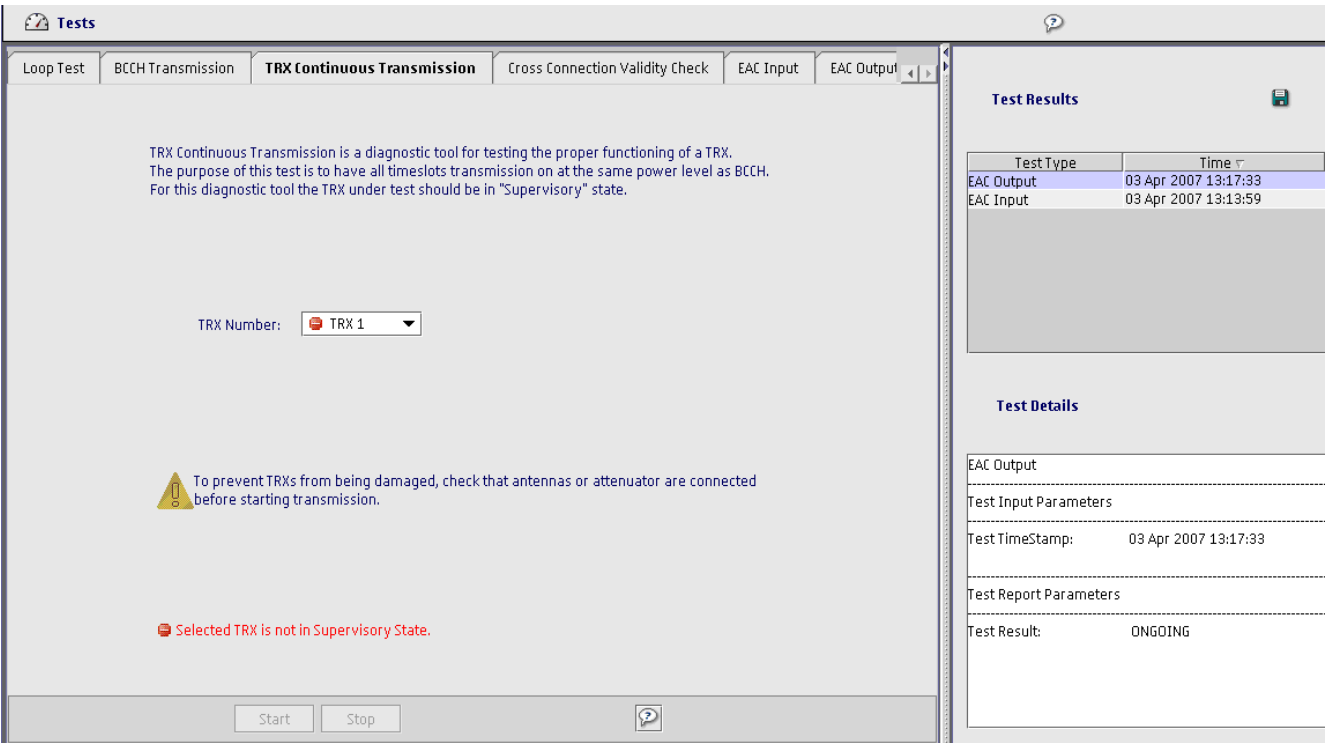 Tests
Loop Test
BCCH Transmission
TRX Continuous Transmission
Cross Connection Validity Check
EAC Input
EAC Output
TRX Continuous Transmission is a diagnostic tool for testing the proper functioning of a TRX.
The purpose of this test is to have all timeslots transmission on at the same power level as BCCH.
For this diagnostic tool the TRX under test should be in "Supervisory" state.
TRX Number: TRX 1
To prevent TRXs from being damaged, check that antennas or attenuator are connected
before starting transmission.
Selected TRX is not in Supervisory State.
Start Stop
Test Results
Test Type Time
EAC Output 03 Apr 2007 13:17:33
EAC Input 03 Apr 2007 13:13:59
Test Details
EAC Output
Test Input Parameters
Test TimeStamp: 03 Apr 2007 13:17:33
Test Report Parameters
Test Result: ONGOING